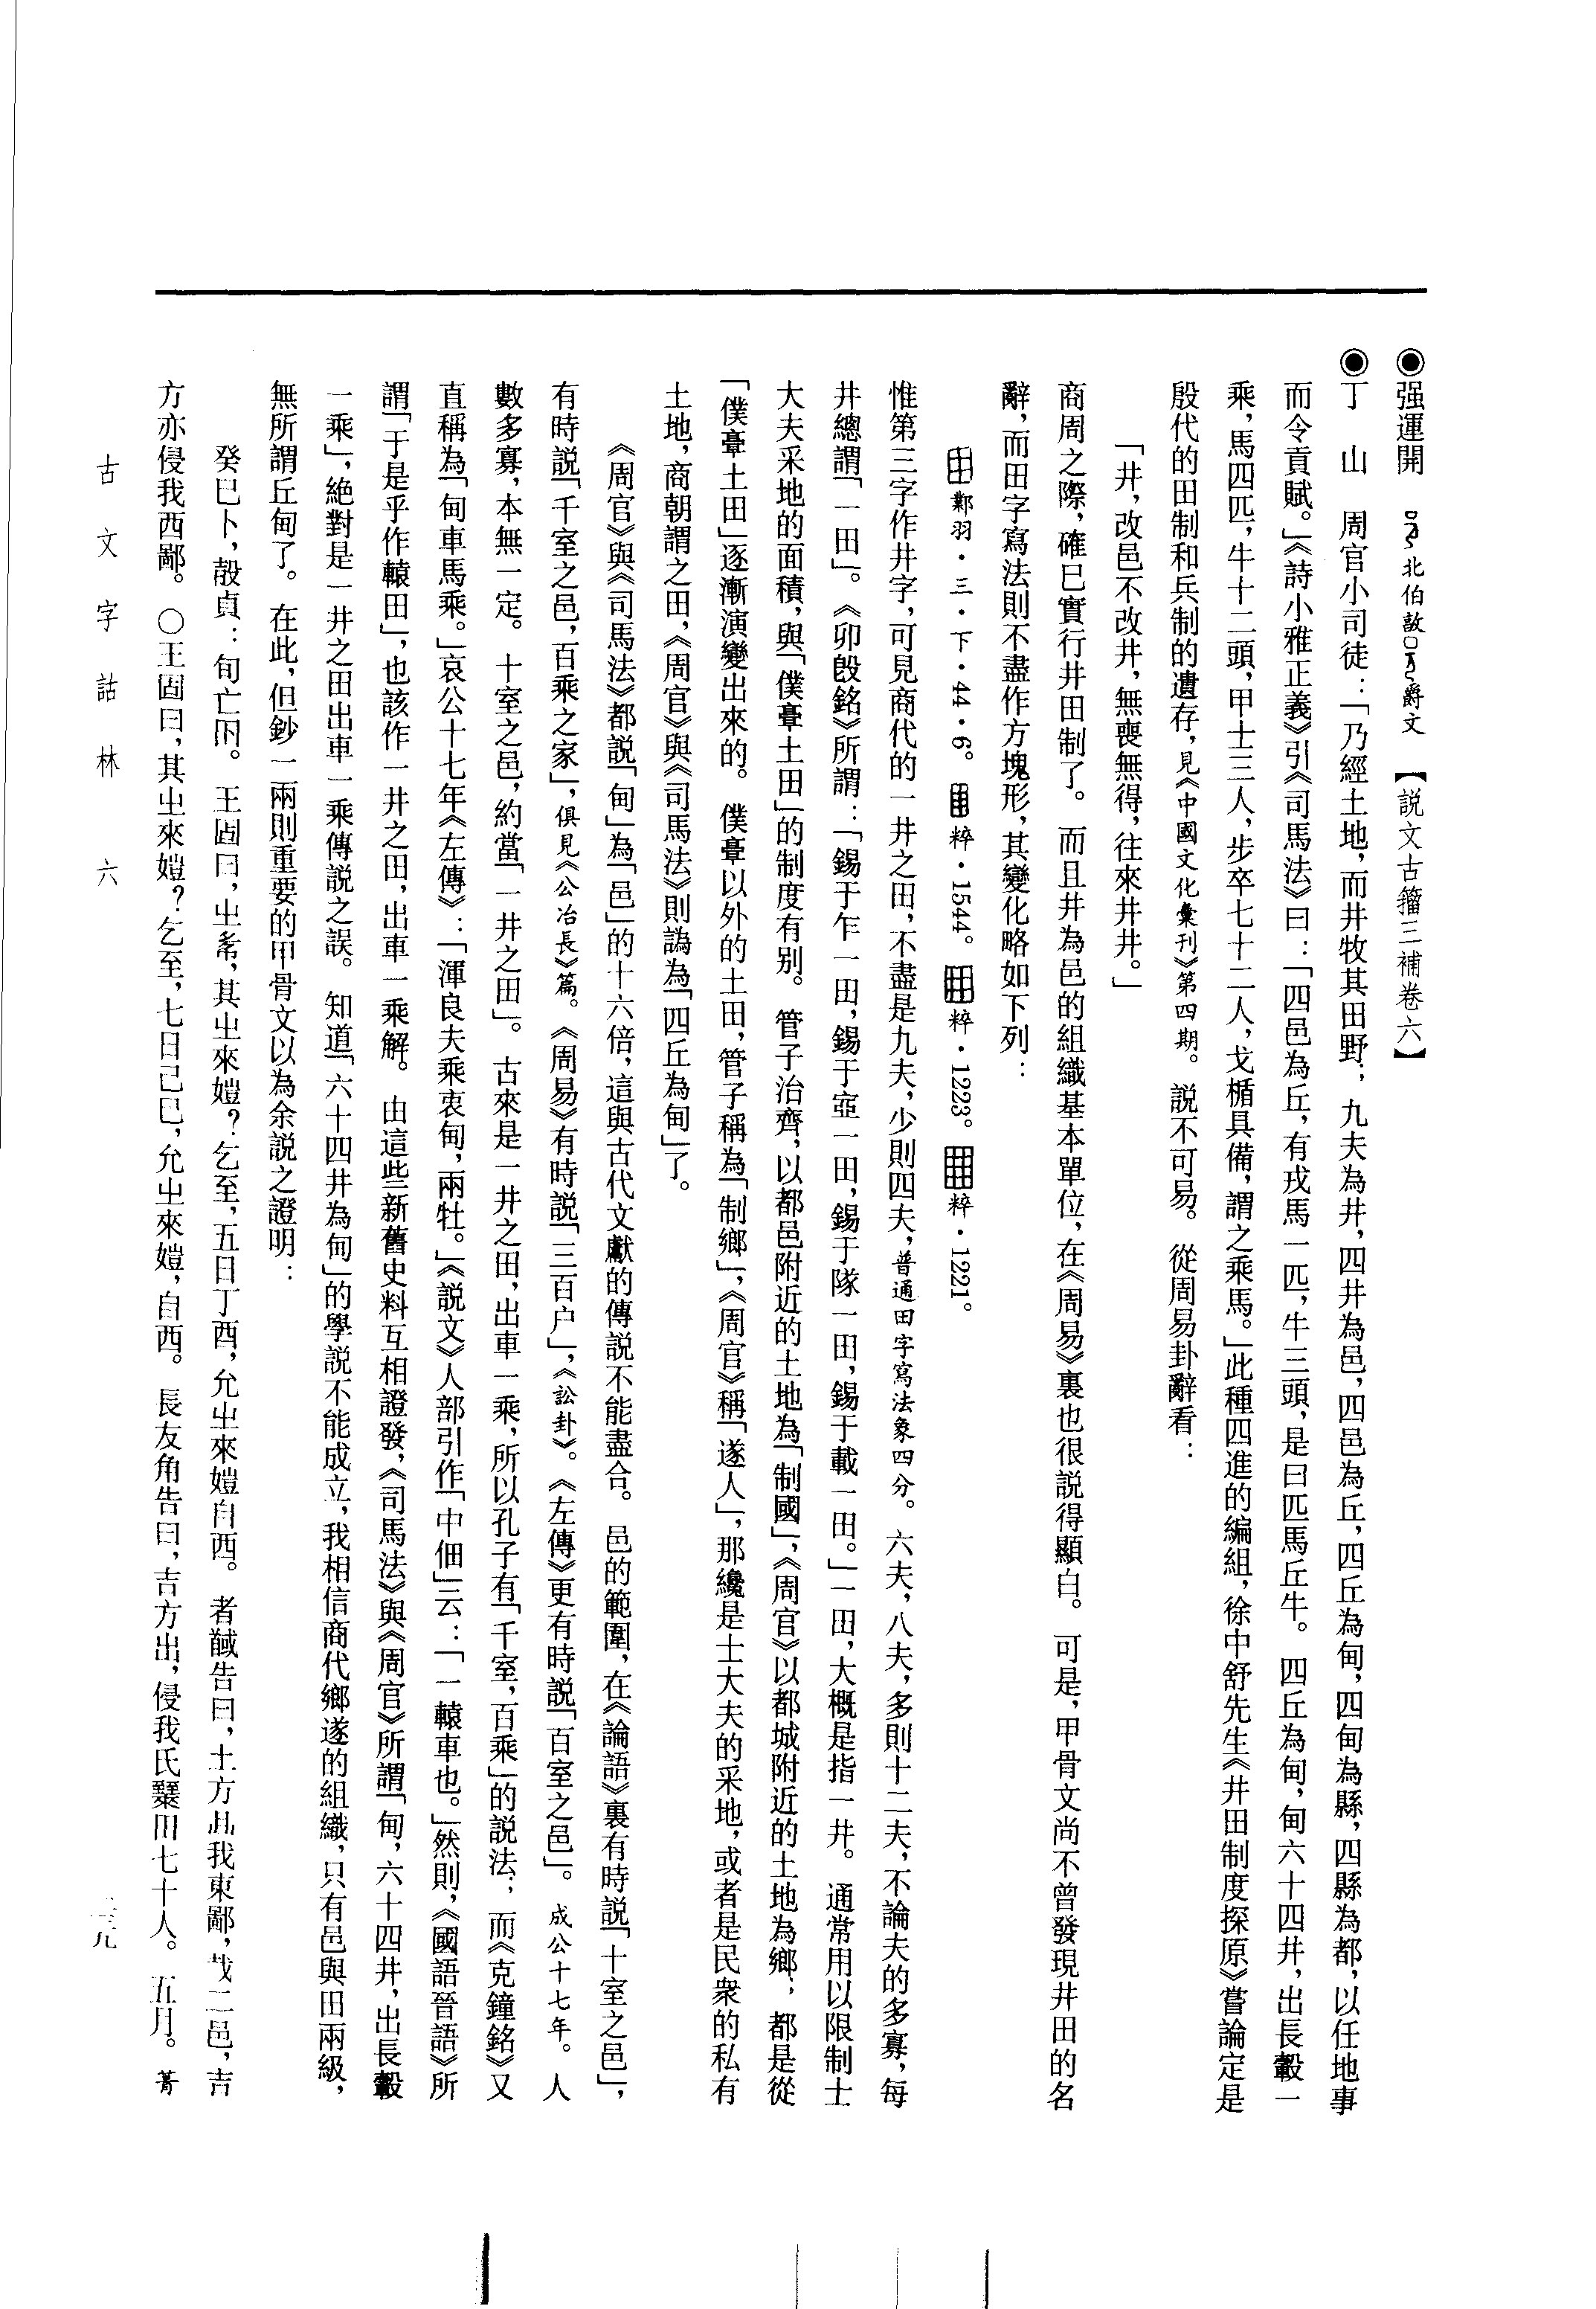 ●强運開　北伯㪤　爵文　【説文古籀三補卷六】
●丁　山　周官小司徒：「乃經土地，而井牧其田野；九夫為井，四井為邑，四邑為丘，四丘為甸，四甸為縣，四縣為都，以任地事
而令貢賦。」《詩小雅正義》引《司馬法》曰：「四邑為丘，有戎馬一匹，牛三頭，是曰匹馬丘牛。四丘為甸，甸六十四井，出長轂一
乘，馬四匹，牛十二頭，甲士三人，步卒七十二人，戈楯具備，謂之乘馬。」此種四進的編組，徐中舒先生《井田制度探原》嘗論定是
殷代的田制和兵制的遺存，見《中國文化彙刊》第四期。說不可易。從周易卦辭看：
「井，改邑不改井，無喪無得，往來井井。」
商周之際，確已實行井田制了。而且井為邑的組織基本單位，在《周易》裏也很説得顯白。可是，甲骨文尚不曾發現井田的名
辭，而田字寫法則不盡作方塊形，其變化略如下列：
鄴羽・三・下・44・6。　粹・1544。　粹・1223。　粹・1221。
惟第三字作井字，可見商代的一井之田，不盡是九夫，少則四夫，普通田字寫法象四分。六夫，八夫，多則十二夫，不論夫的多寡，每
井總謂「一田」。《卯𣪘銘》所謂：「錫于乍一田，錫于𡧊一田，錫于隊一田，錫于載一田。」一田，大概是指一井。通常用以限制士
大夫采地的面積，與「僕𩫖土田」的制度有别。管子治齊，以都邑附近的土地為「制國」，《周官》以都城附近的土地為鄉；都是從
「僕𩫖土田」逐漸演變出來的。僕𩫖以外的土田，管子稱為「制鄉」，《周官》稱「遂人」，那纔是士大夫的采地，或者是民衆的私有
土地，商朝謂之田，《周官》與《司馬法》則譌為「四丘為甸」了。
《周官》與《司馬法》都説「甸」為「邑」的十六倍，這與古代文獻的傳説不能盡合。邑的範圍，在《論語》裏有時説「十室之邑」，
有時説「千室之邑，百乘之家」，俱見《公冶長》篇。《周易》有時説「三百户」，《訟卦》。《左傳》更有時説「百室之邑」。成公十七年。人
數多寡，本無一定。十室之邑，約當「一井之田」。古來是一井之田，出車一乘，所以孔子有「千室，百乘」的説法；而《克鐘銘》又
直稱為「甸車馬乘。」哀公十七年《左傳》：「渾良夫乘衷甸，兩牡。」《説文》人部引作「中佃」云：「一轅車也。」然則，《國語晉語》所
謂「于是乎作轅田」，也該作一井之田，出車一乘解。由這些新舊史料互相證發，《司馬法》與《周官》所謂「甸，六十四井，出長轂
一乘」，絶對是一井之田出車一乘傳説之誤。知道「六十四井為甸」的學説不能成立，我相信商代鄉遂的組織，只有邑與田兩級，
無所謂丘甸了。在此，但鈔一兩則重要的甲骨文以為余説之證明：
癸巳卜，㱿貞：旬亡𡆥。王固曰，㞢希，其㞢來嬄？乞至，五日丁酉，允㞢來嬄自西。者𢧁告曰，土方　我東鄙，𢦏二邑，吉
方亦侵我西鄙。○王固曰，其㞢來嬄？乞至，七日己巳，允㞢來嬄，自西。長友角告曰，吉方出，侵我氐　田七十人。五月。菁
古文字詁林　六